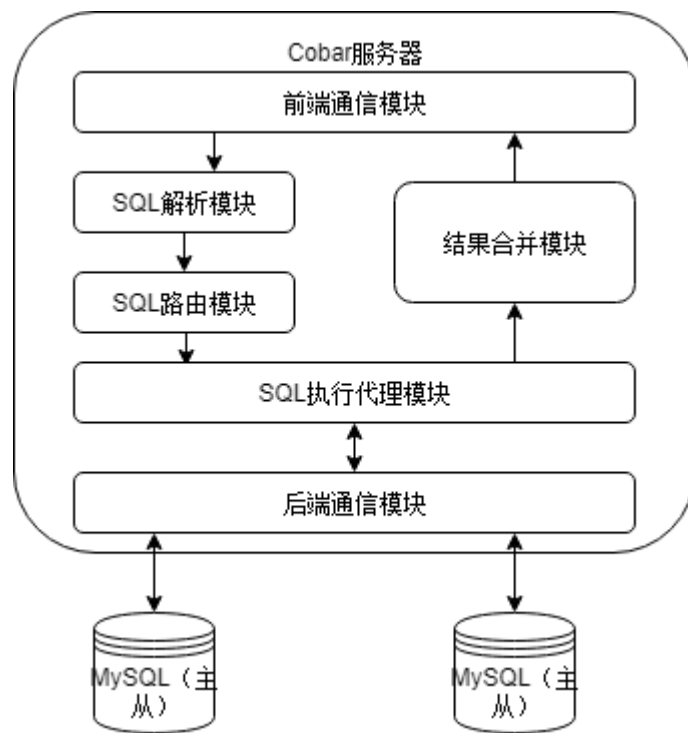 Cobar服务器
前端通信模块
SQL解析模块
结果合并模块
SQL路由模块
SQL执行代理模块
后端通信模块
MySQL（主
从）
MySQL（主
从）